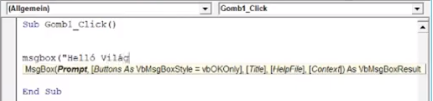 (Allgemein) Gomb1_Click
Sub Gomb1_Click()
msgbox("Helló Világ
MsgBox(Prompt, [Buttons As VbMsgBoxStyle = vbOKOnly], [Title], [HelpFile], [Context]) As VbMsgBoxResult
End Sub